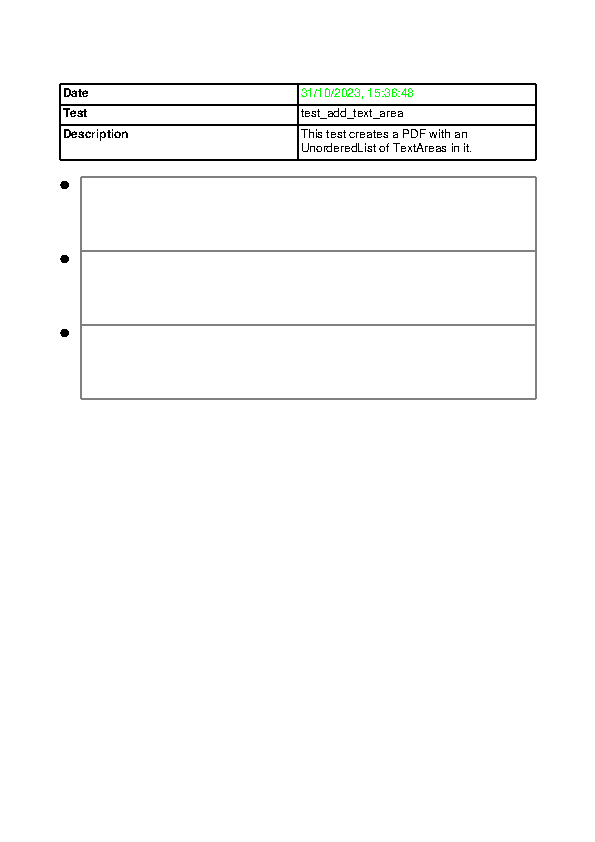 Date 31/10/2023, 15:36:48
Test test_add_text_area
Description This test creates a PDF with an
UnorderedList of TextAreas in it.